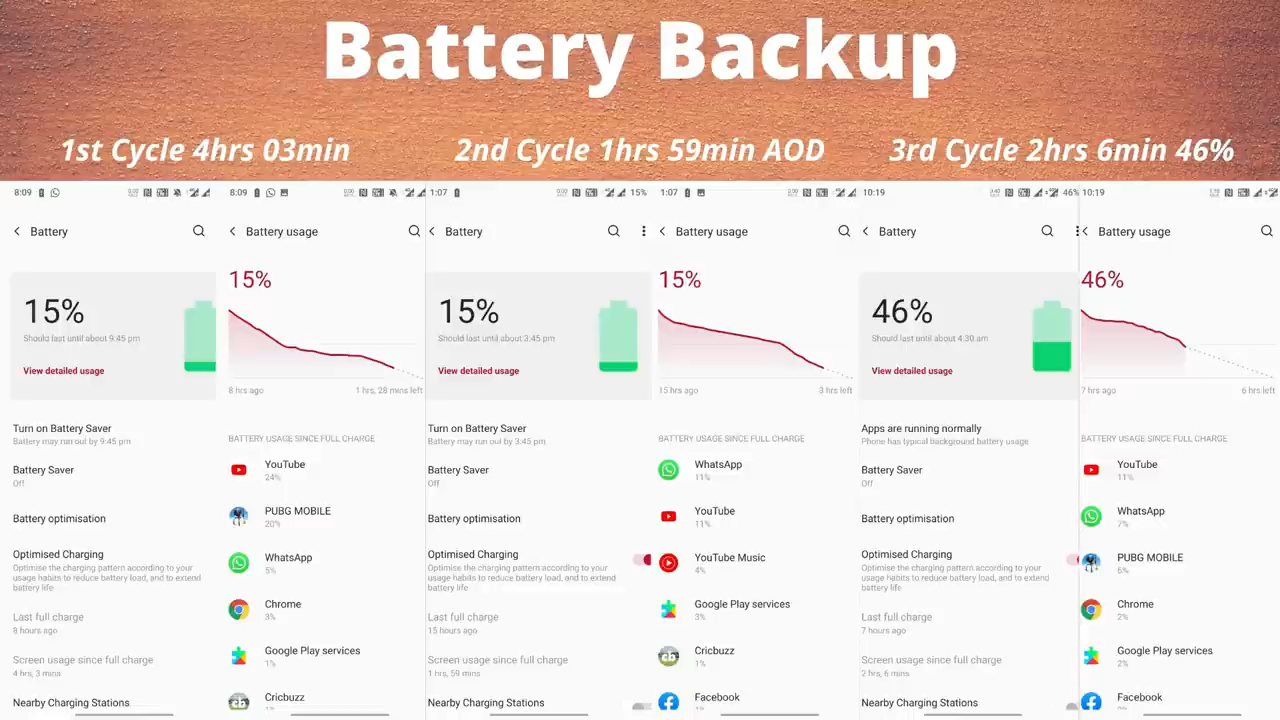 Battery Backup
1st Cycle 4hrs 03min
2nd Cycle 1hrs 59min AOD
3rd Cycle 2hrs 6min 46%
8:09
Battery
15%
Should last until about 9:45 pm
View detailed usage
Turn on Battery Saver
Battery may run out by 9:45 pm
Battery Saver
Off
Battery optimisation
Optimised Charging
Optimise the charging pattern according to your
usage habits to reduce battery load, and to extend
battery life
Last full charge
8 hours ago
Screen usage since full charge
4 hrs, 3 mins
Nearby Charging Stations
8:09
Battery usage
15%
8 hrs ago
1 hrs, 28 mins left
BATTERY USAGE SINCE FULL CHARGE
YouTube
24%
PUBG MOBILE
20%
WhatsApp
5%
Chrome
3%
Google Play services
1%
Cricbuzz
1:07
15%
Battery
15%
Should last until about 3:45 pm
View detailed usage
Turn on Battery Saver
Battery may run out by 3:45 pm
Battery Saver
Off
Battery optimisation
Optimised Charging
Optimise the charging pattern according to your
usage habits to reduce battery load, and to extend
battery life
Last full charge
15 hours ago
Screen usage since full charge
1 hrs, 59 mins
Nearby Charging Stations
1:07
Battery usage
15%
15 hrs ago
3 hrs left
BATTERY USAGE SINCE FULL CHARGE
WhatsApp
11%
YouTube
11%
YouTube Music
4%
Google Play services
3%
Cricbuzz
1%
Facebook
10:19
46%
Battery
46%
Should last until about 4:30 am
View detailed usage
Apps are running normally
Phone has typical background battery usage
Battery Saver
Off
Battery optimisation
Optimised Charging
Optimise the charging pattern according to your
usage habits to reduce battery load, and to extend
battery life
Last full charge
7 hours ago
Screen usage since full charge
2 hrs, 6 mins
Nearby Charging Stations
10:19
Battery usage
46%
7 hrs ago
6 hrs left
BATTERY USAGE SINCE FULL CHARGE
YouTube
11%
WhatsApp
7%
PUBG MOBILE
6%
Chrome
2%
Google Play services
2%
Facebook